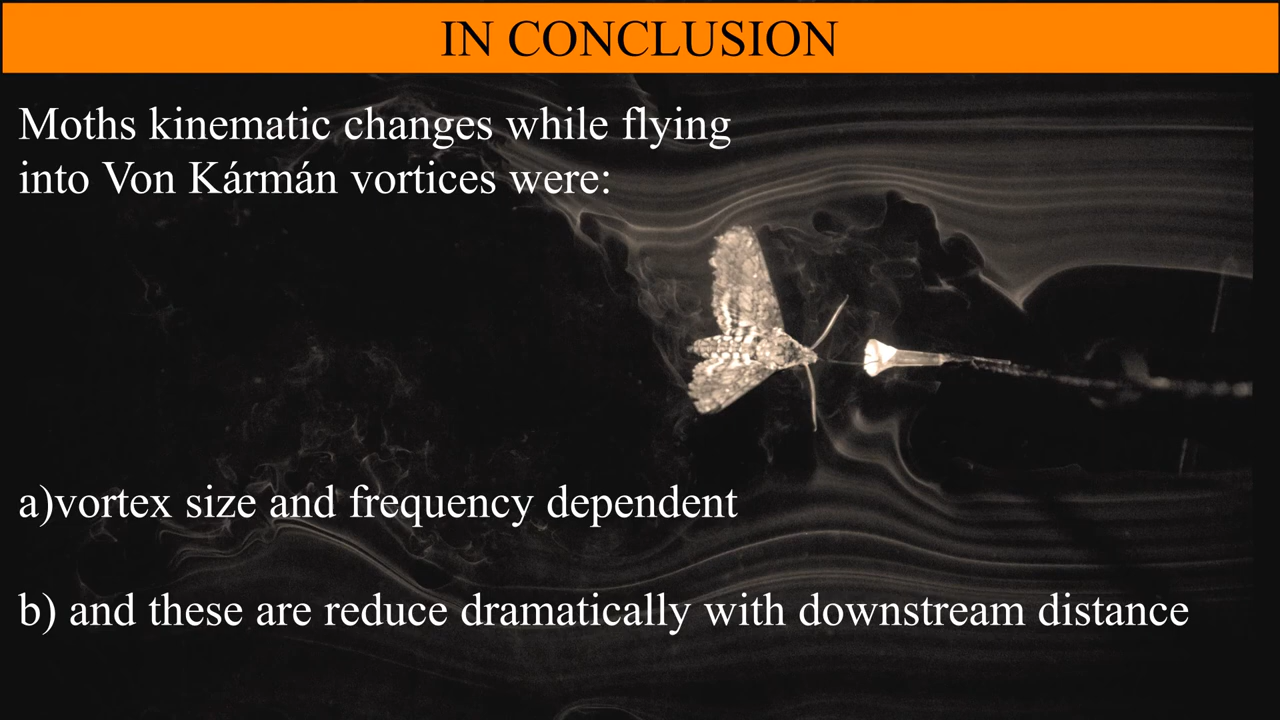 IN CONCLUSION
Moths kinematic changes while flying
into Von Kármán vortices were:
a)vortex size and frequency dependent
b) and these are reduce dramatically with downstream distance